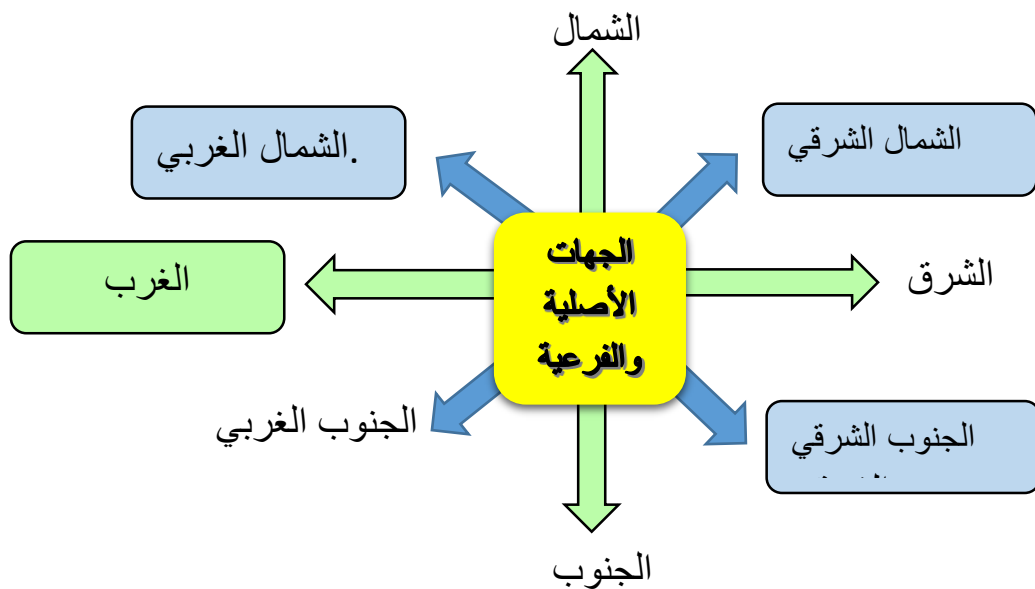 الشمال
الشمال الشرقي
الشمال الغربي.
الجهات
الأصلية
والفرعية
الشرق
الغرب
الجنوب الغربي
الجنوب الشرقي
الجنوب